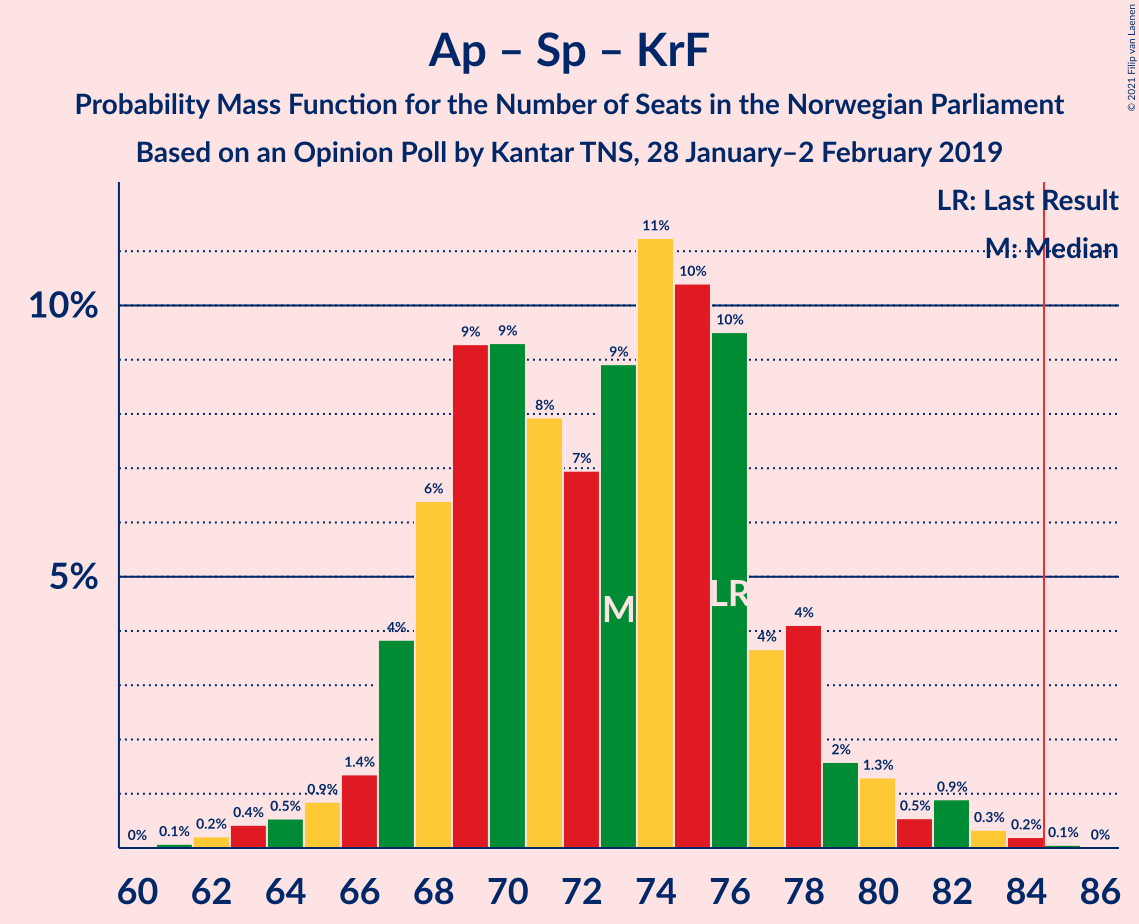 Ap – Sp – KrF
Probability Mass Function for the Number of Seats in the Norwegian Parliament
Based on an Opinion Poll by Kantar TNS, 28 January–2 February 2019
© 2021 Filip van Laenen
LR: Last Result
M: Median
10%
5%
0% 0.1% 0.2% 0.4% 0.5% 0.9% 1.4% 4% 6% 9% 9% 8% 7% 9% 11% 10% 10% 4% 4% 2% 1.3% 0.5% 0.9% 0.3% 0.2% 0.1% 0%
M LR
60 62 64 66 68 70 72 74 76 78 80 82 84 86